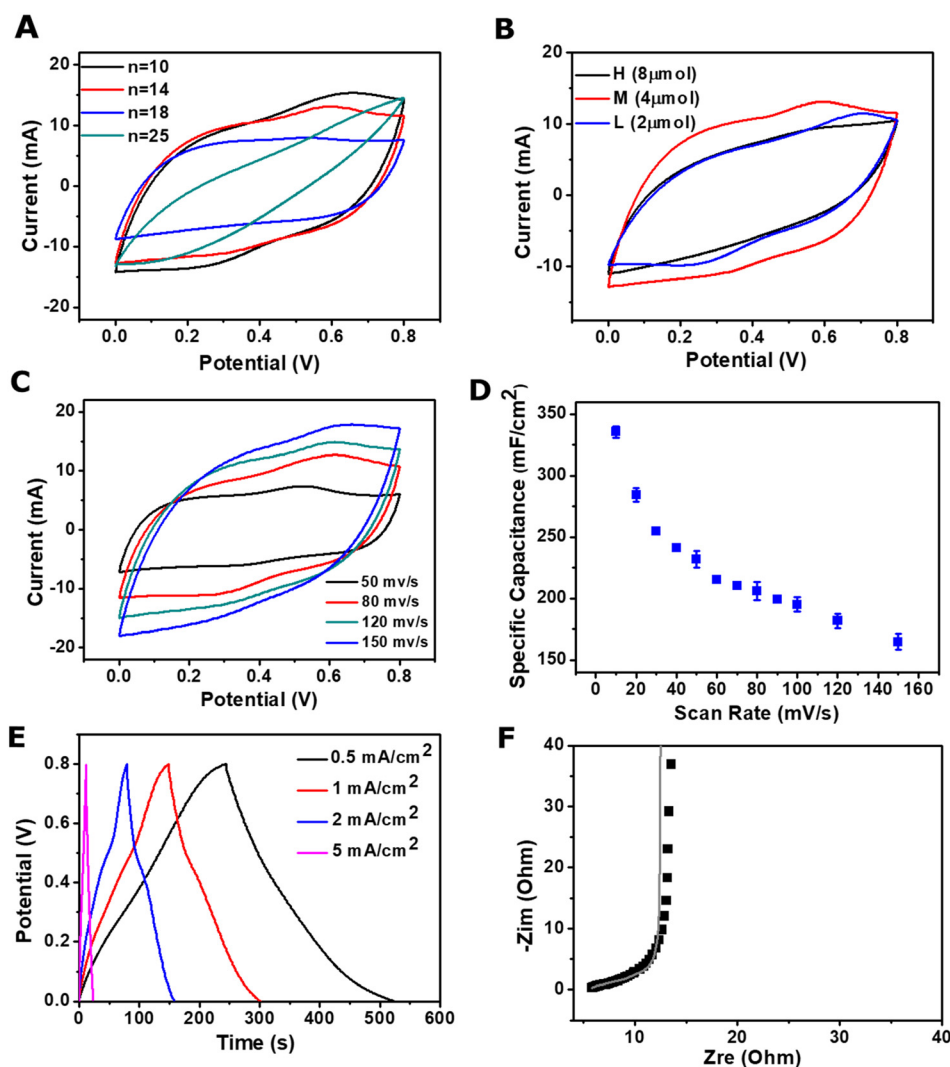 A
n=10
n=14
n=18
n=25
20
10
0
-10
-20
Current (mA)
0.0 0.2 0.4 0.6 0.8
Potential (V)
B
H (8μmol)
M (4μmol)
L (2μmol)
20
10
0
-10
Current (mA)
0.0 0.2 0.4 0.6 0.8
Potential (V)
C
20
10
0
-10
-20
Current (mA)
50 mv/s
80 mv/s
120 mv/s
150 mv/s
0.0 0.2 0.4 0.6 0.8
Potential (V)
D
350
300
250
200
150
Specific Capacitance (mF/cm²)
0 20 40 60 80 100 120 140 160
Scan Rate (mV/s)
E
0.5 mA/cm²
1 mA/cm²
2 mA/cm²
5 mA/cm²
0.8
0.4
0.0
Potential (V)
0 100 200 300 400 500 600
Time (s)
F
40
30
20
10
0
-Zim (Ohm)
10 20 30 40
Zre (Ohm)